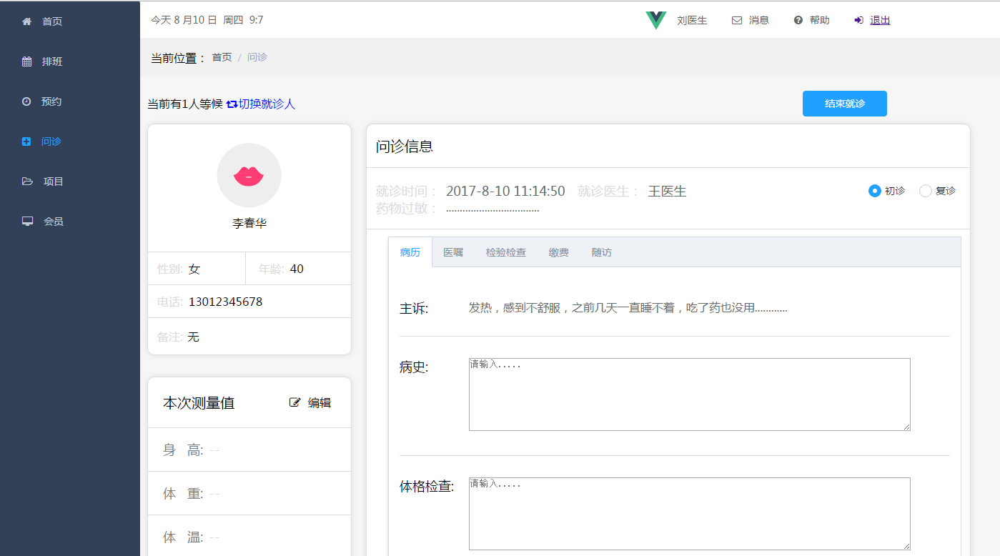 首页
排班
预约
问诊
项目
会员
今天 8 月10 日 周四 9:7
刘医生 消息 帮助 退出
当前位置： 首页 / 问诊
当前有1人等候 切换就诊人
结束就诊
李春华
性别: 女 年龄: 40
电话: 13012345678
备注: 无
本次测量值 编辑
身 高: --
体 重: --
体 温: --
问诊信息
就诊时间： 2017-8-10 11:14:50 就诊医生： 王医生 初诊 复诊
药物过敏： ..................................
病历 医嘱 检验检查 缴费 随访
主诉: 发热，感到不舒服，之前几天一直睡不着，吃了药也没用............
病史: 请输入.....
体格检查: 请输入.....